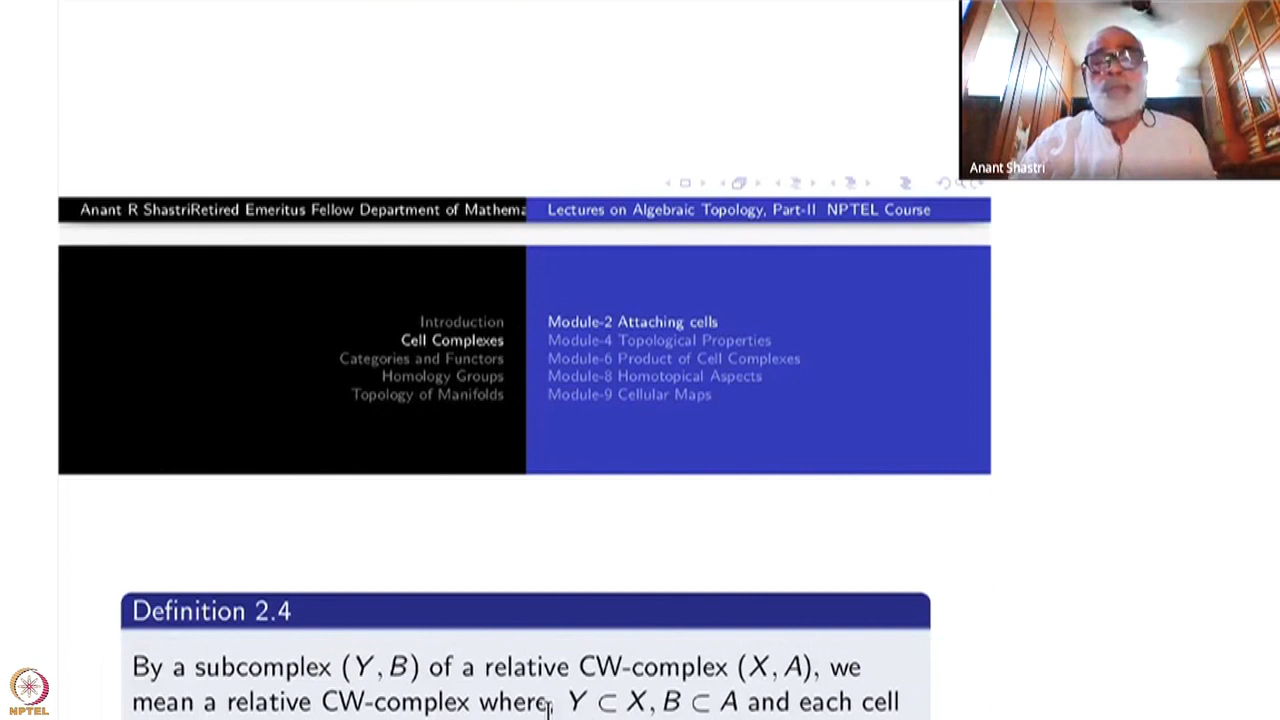 Anant Shastri
Anant R ShastriRetired Emeritus Fellow Department of Mathema
Lectures on Algebraic Topology, Part-II NPTEL Course
Introduction
Cell Complexes
Categories and Functors
Homology Groups
Topology of Manifolds
Module-2 Attaching cells
Module-4 Topological Properties
Module-6 Product of Cell Complexes
Module-8 Homotopical Aspects
Module-9 Cellular Maps
Definition 2.4
By a subcomplex (Y, B) of a relative CW-complex (X, A), we
mean a relative CW-complex where, Y ⊂ X, B ⊂ A and each cell
NPTEL